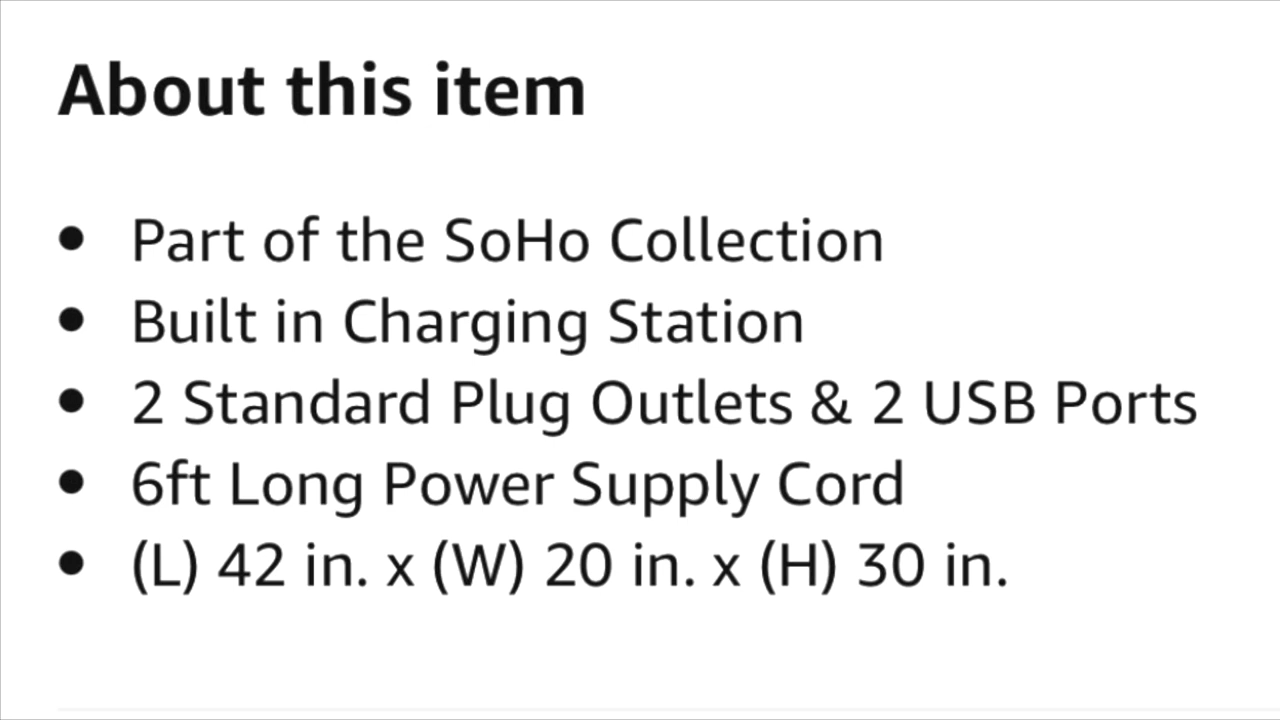 About this item
• Part of the SoHo Collection
• Built in Charging Station
• 2 Standard Plug Outlets & 2 USB Ports
• 6ft Long Power Supply Cord
• (L) 42 in. x (W) 20 in. x (H) 30 in.